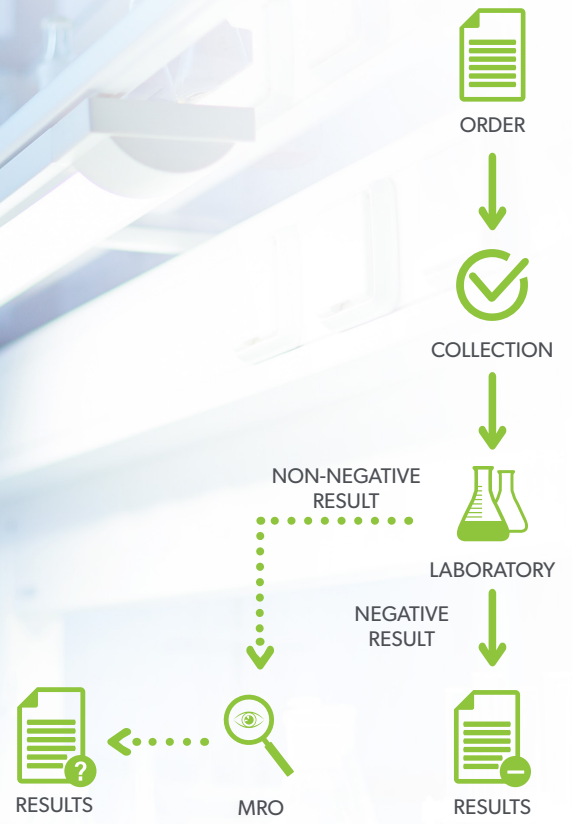 ORDER
COLLECTION
NON-NEGATIVE
RESULT
LABORATORY
NEGATIVE
RESULT
?
RESULTS
MRO
RESULTS